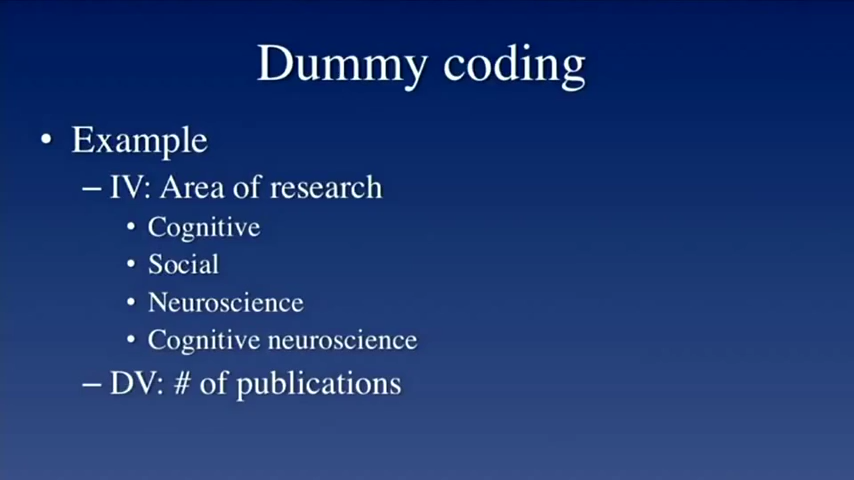 Dummy coding
• Example
– IV: Area of research
• Cognitive
• Social
• Neuroscience
• Cognitive neuroscience
– DV: # of publications